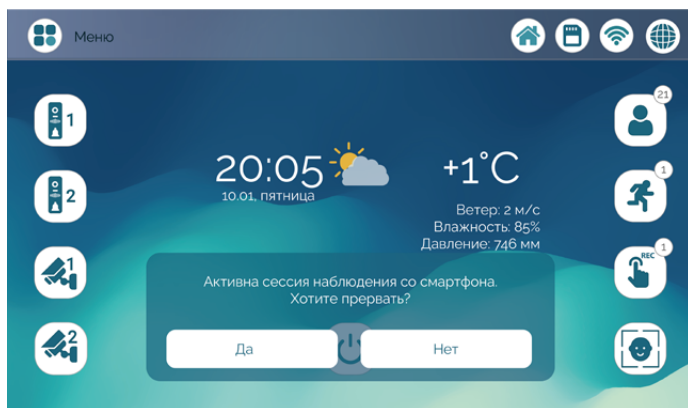 Меню
1
21
20:05
+1°C
10.01, пятница
2
1
Ветер: 2 м/с
Влажность: 85%
Давление: 746 мм
1
REC 1
Активна сессия наблюдения со смартфона.
Хотите прервать?
2
Да
Нет